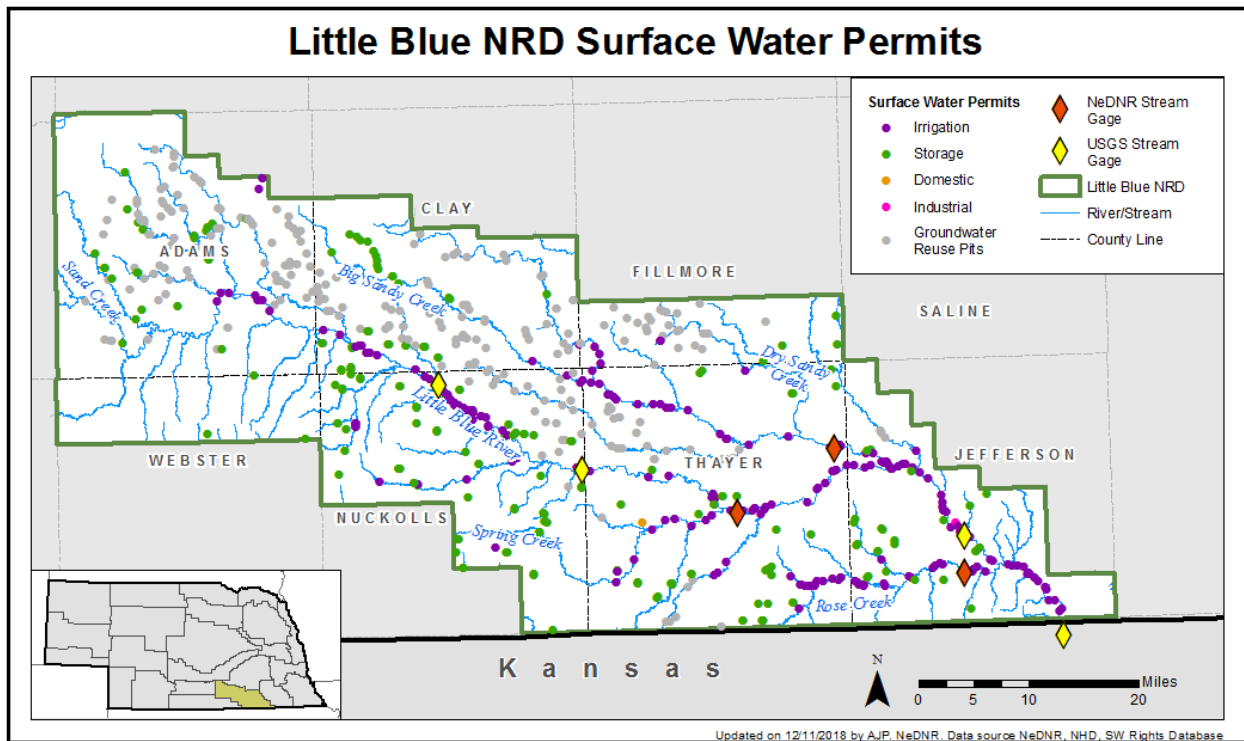 Little Blue NRD Surface Water Permits
Surface Water Permits
Irrigation
Storage
Domestic
Industrial
Groundwater
Reuse Pits
NeDNR Stream
Gage
USGS Stream
Gage
Little Blue NRD
River/Stream
County Line
CLAY
ADAMS
FILLMORE
SALINE
Sand Creek
Big Sandy Creek
Dry Sandy
Creek
Little Blue River
WEBSTER
THAYER
JEFFERSON
NUCKOLLS
Spring Creek
Rose Creek
Kansas
N
Miles
0 5 10 20
Updated on 12/11/2018 by AJP, NeDNR. Data source NeDNR, NHD, SW Rights Database